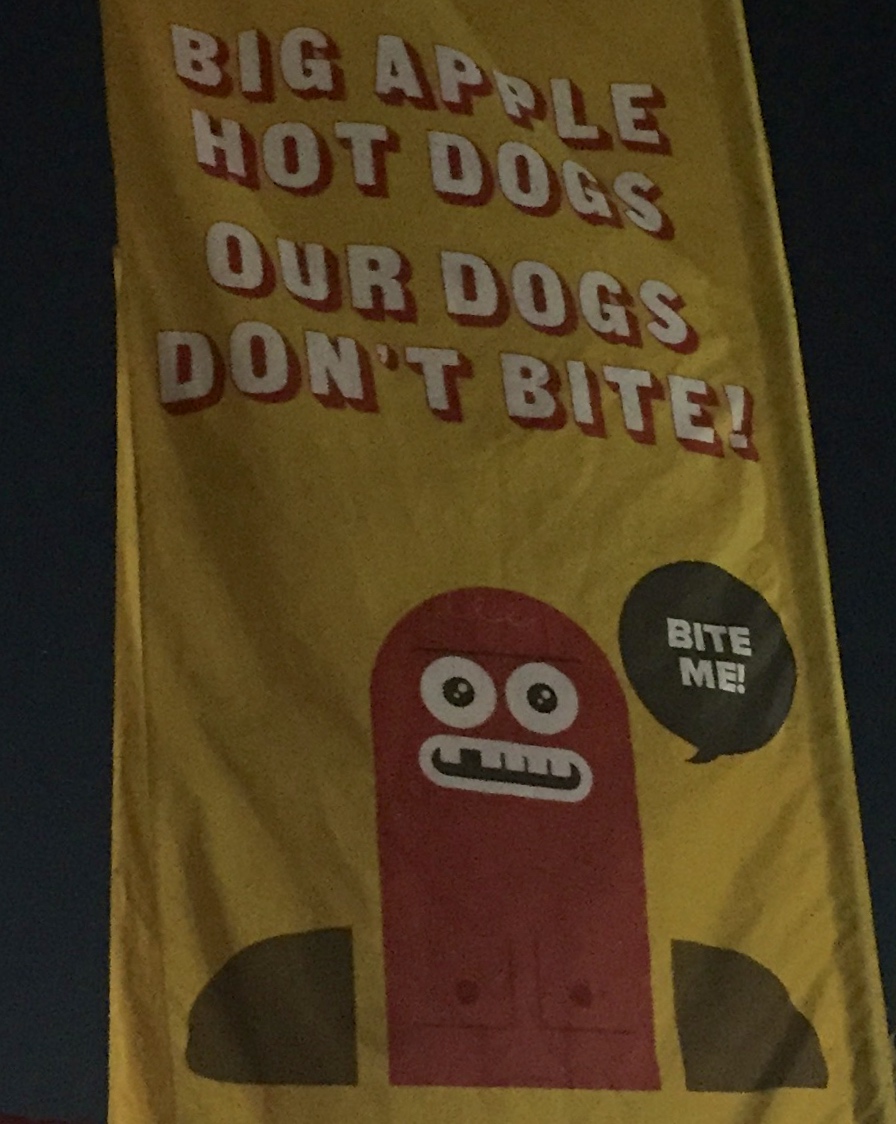 BIG APPLE
HOT DOGS
OUR DOGS
DON'T BITE!
BITE
ME!